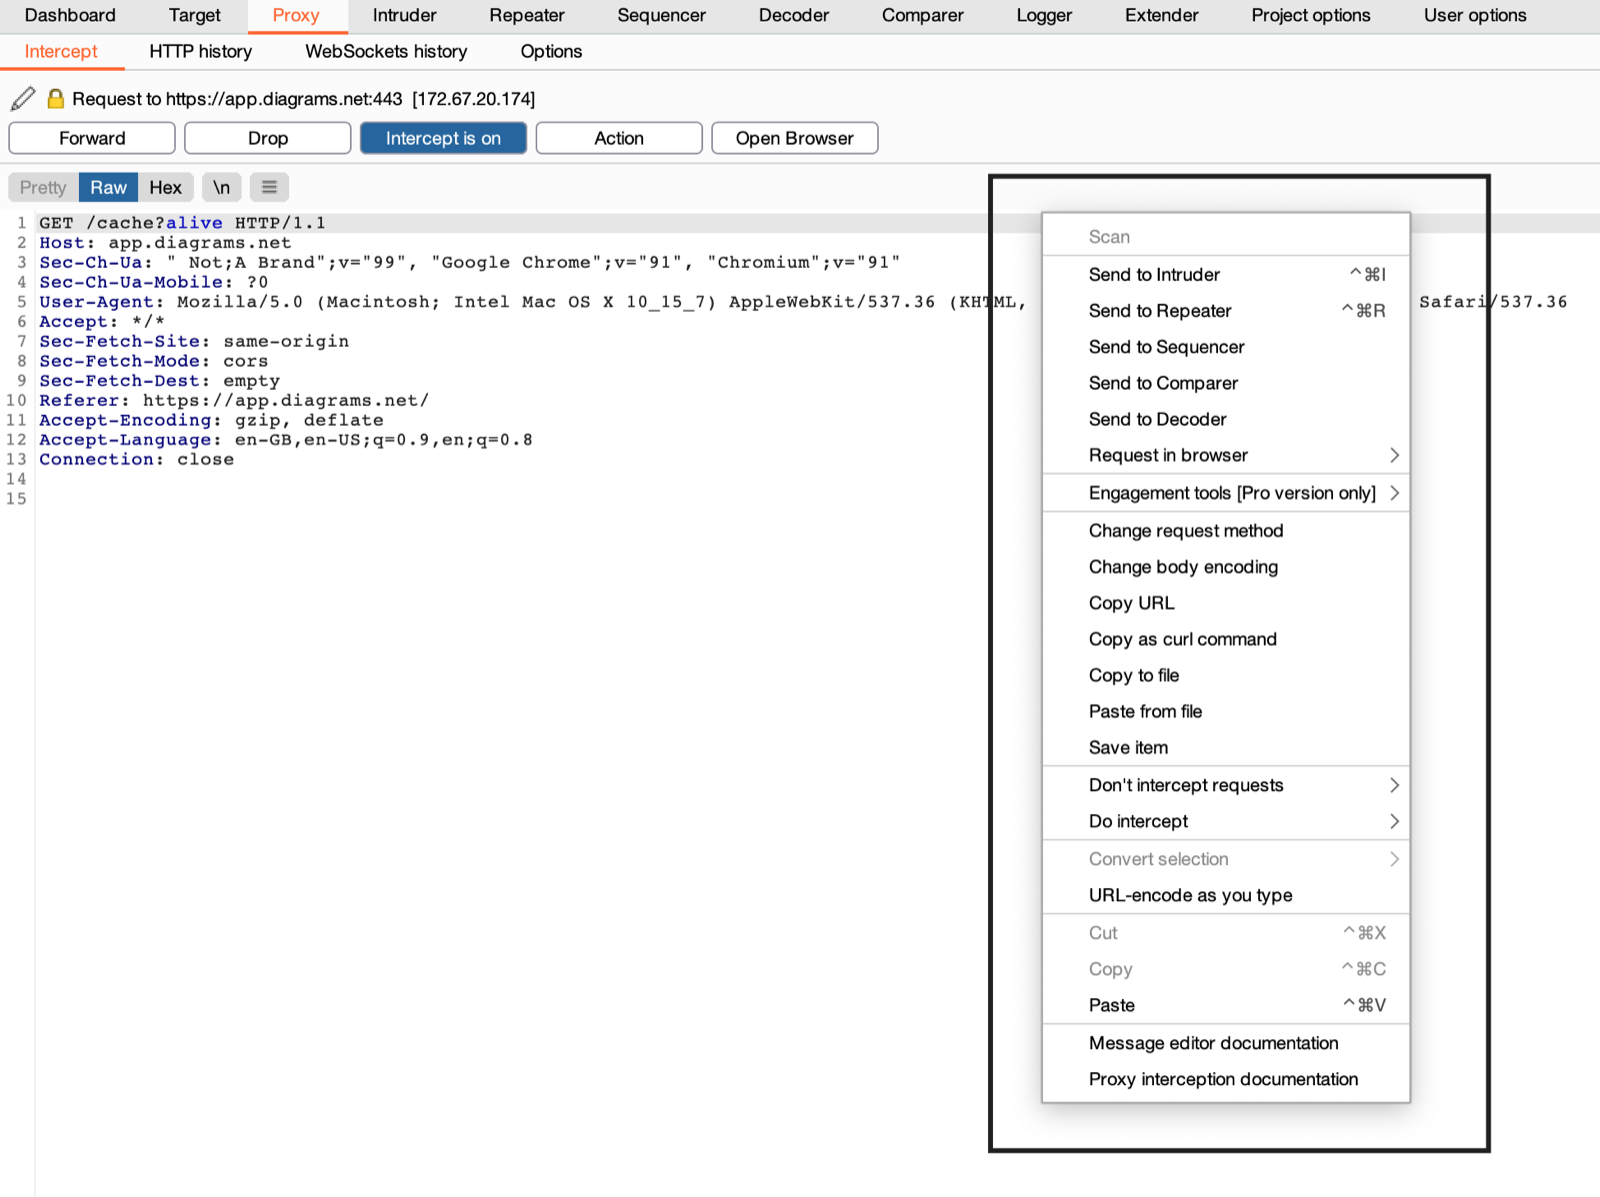 Dashboard Target Proxy Intruder Repeater Sequencer Decoder Comparer Logger Extender Project options User options
Intercept HTTP history WebSockets history Options
Request to https://app.diagrams.net:443 [172.67.20.174]
Forward Drop Intercept is on Action Open Browser
Pretty Raw Hex \n
1 GET /cache?alive HTTP/1.1
2 Host: app.diagrams.net
3 Sec-Ch-Ua: " Not;A Brand";v="99", "Google Chrome";v="91", "Chromium";v="91"
4 Sec-Ch-Ua-Mobile: ?0
5 User-Agent: Mozilla/5.0 (Macintosh; Intel Mac OS X 10_15_7) AppleWebKit/537.36 (KHTML, Safari/537.36
6 Accept: */*
7 Sec-Fetch-Site: same-origin
8 Sec-Fetch-Mode: cors
9 Sec-Fetch-Dest: empty
10 Referer: https://app.diagrams.net/
11 Accept-Encoding: gzip, deflate
12 Accept-Language: en-GB,en-US;q=0.9,en;q=0.8
13 Connection: close
14
15
Scan
Send to Intruder ^⌘I
Send to Repeater ^⌘R
Send to Sequencer
Send to Comparer
Send to Decoder
Request in browser
Engagement tools [Pro version only]
Change request method
Change body encoding
Copy URL
Copy as curl command
Copy to file
Paste from file
Save item
Don't intercept requests
Do intercept
Convert selection
URL-encode as you type
Cut ^⌘X
Copy ^⌘C
Paste ^⌘V
Message editor documentation
Proxy interception documentation